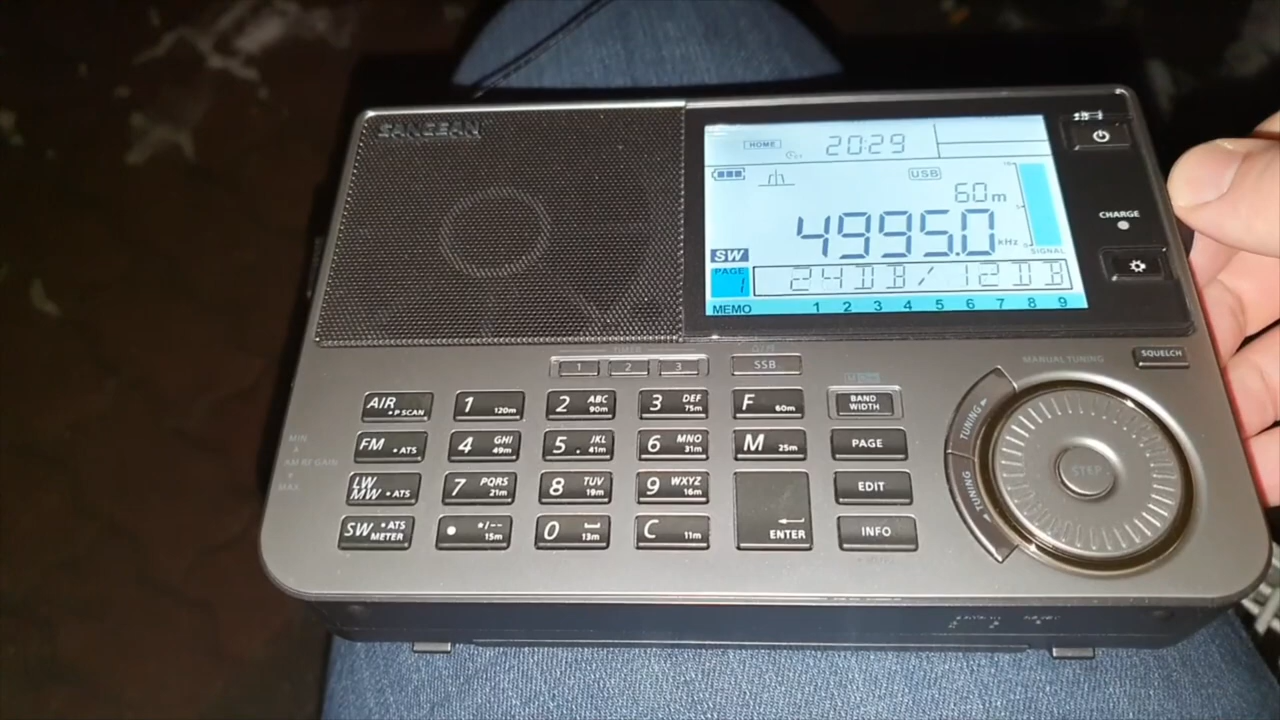 SANGEAN
HOME 20:29
USB
60m
4995.0 kHz
SIGNAL
SW
PAGE
1
24DB/12DB
MEMO 1 2 3 4 5 6 7 8 9
CHARGE
TIMER
1 2 3 SSB
MANUAL TUNING SQUELCH
AIR • P SCAN 1 120m 2 ABC 90m 3 DEF 75m F 60m BAND WIDTH
FM • ATS 4 GHI 49m 5 . JKL 41m 6 MNO 31m M 25m PAGE
LW MW • ATS 7 PQRS 21m 8 TUV 19m 9 WXYZ 16m ENTER EDIT
SW • ATS METER • */-- 15m 0 13m C 11m INFO
TUNING
TUNING
STEP
MIN
AM RF GAIN
MAX